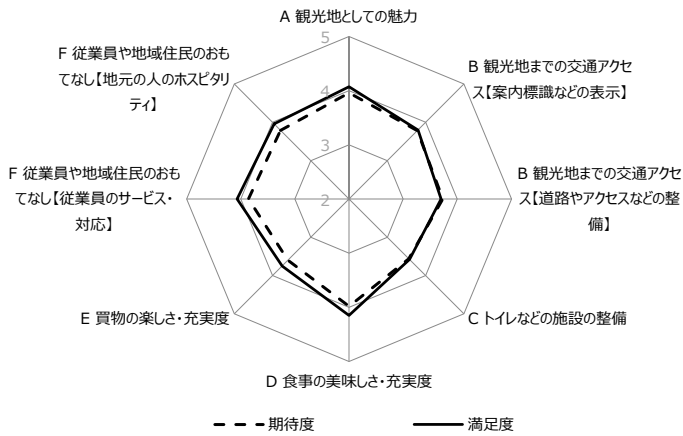 A 観光地としての魅力
B 観光地までの交通アクセ
ス【案内標識などの表示】
B 観光地までの交通アクセ
ス【道路やアクセスなどの整
備】
C トイレなどの施設の整備
D 食事の美味しさ・充実度
E 買物の楽しさ・充実度
F 従業員や地域住民のおも
てなし【従業員のサービス・
対応】
F 従業員や地域住民のおも
てなし【地元の人のホスピタリ
ティ】
5
4
3
2
期待度
満足度